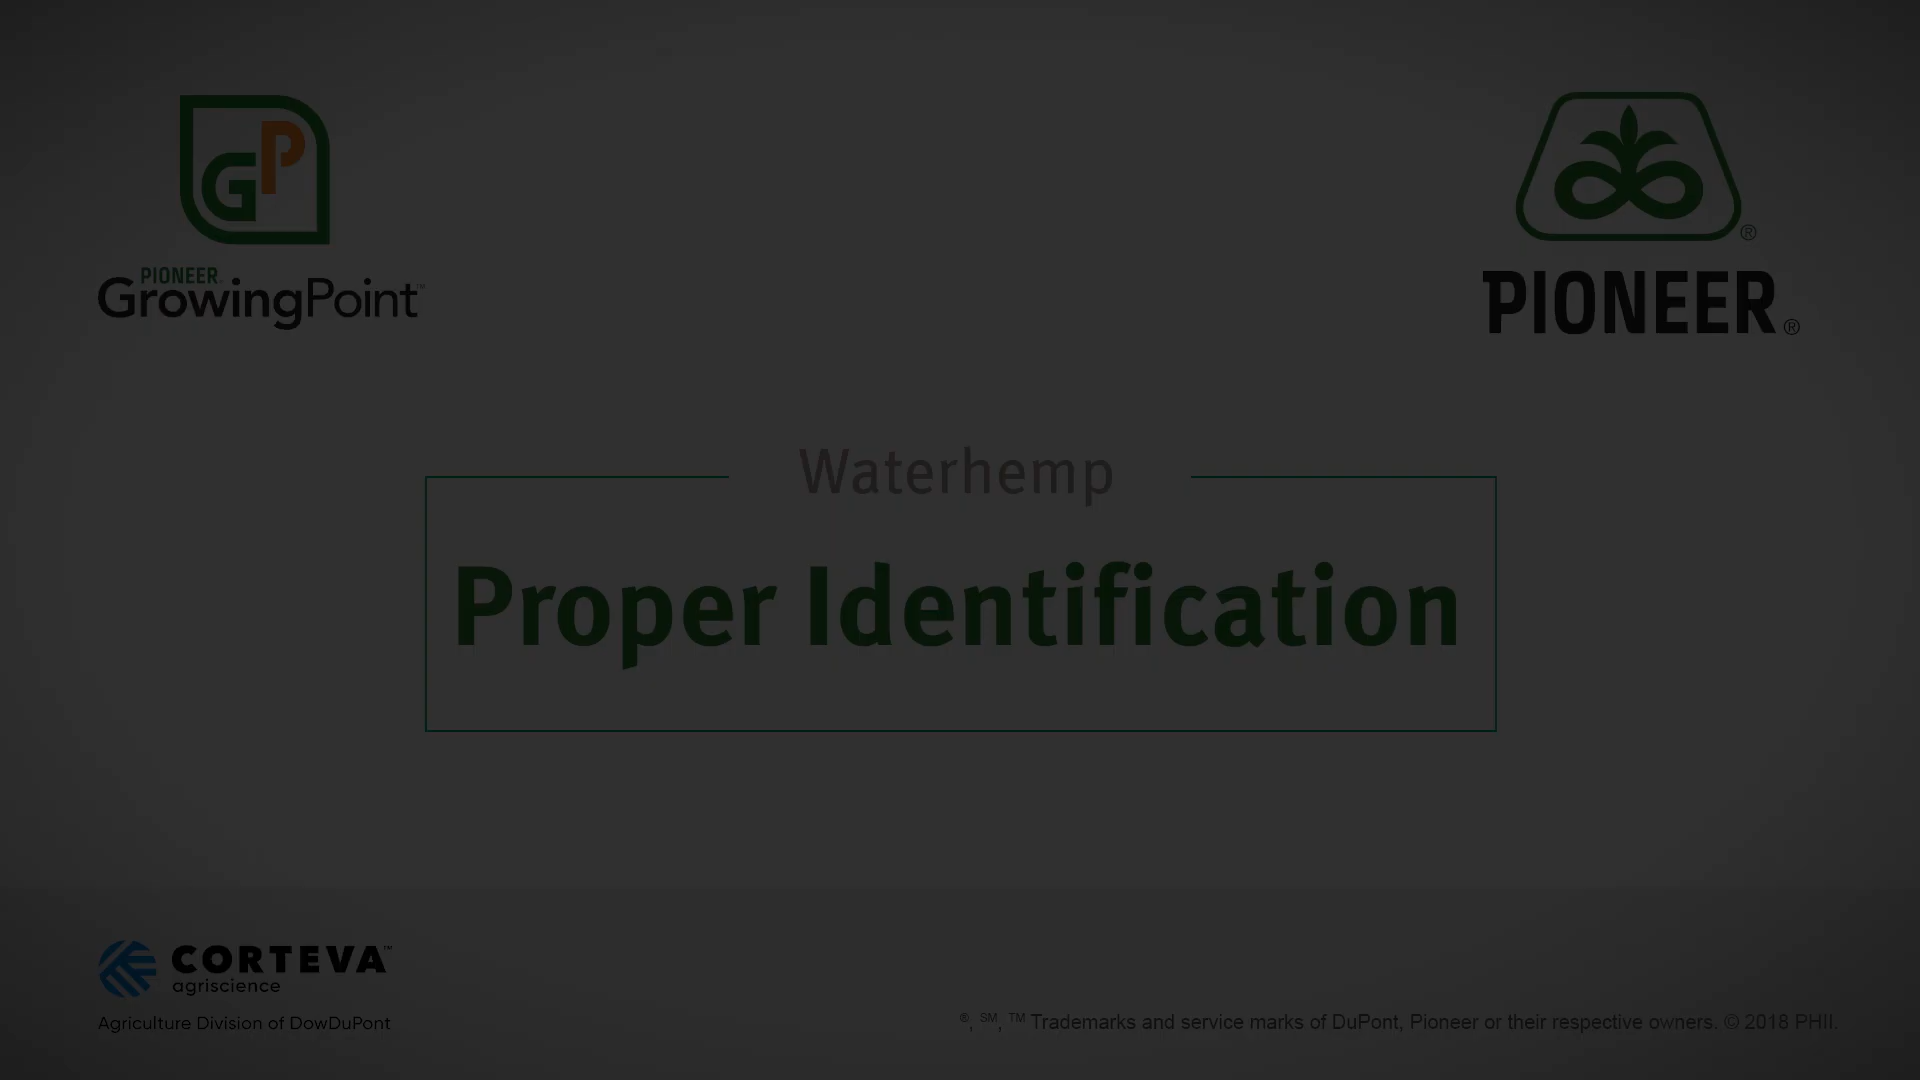 GP
PIONEER
GrowingPoint™
®
PIONEER®
Waterhemp
Proper Identification
CORTEVA™
agriscience
Agriculture Division of DowDuPont
®, SM, TM Trademarks and service marks of DuPont, Pioneer or their respective owners. © 2018 PHII.